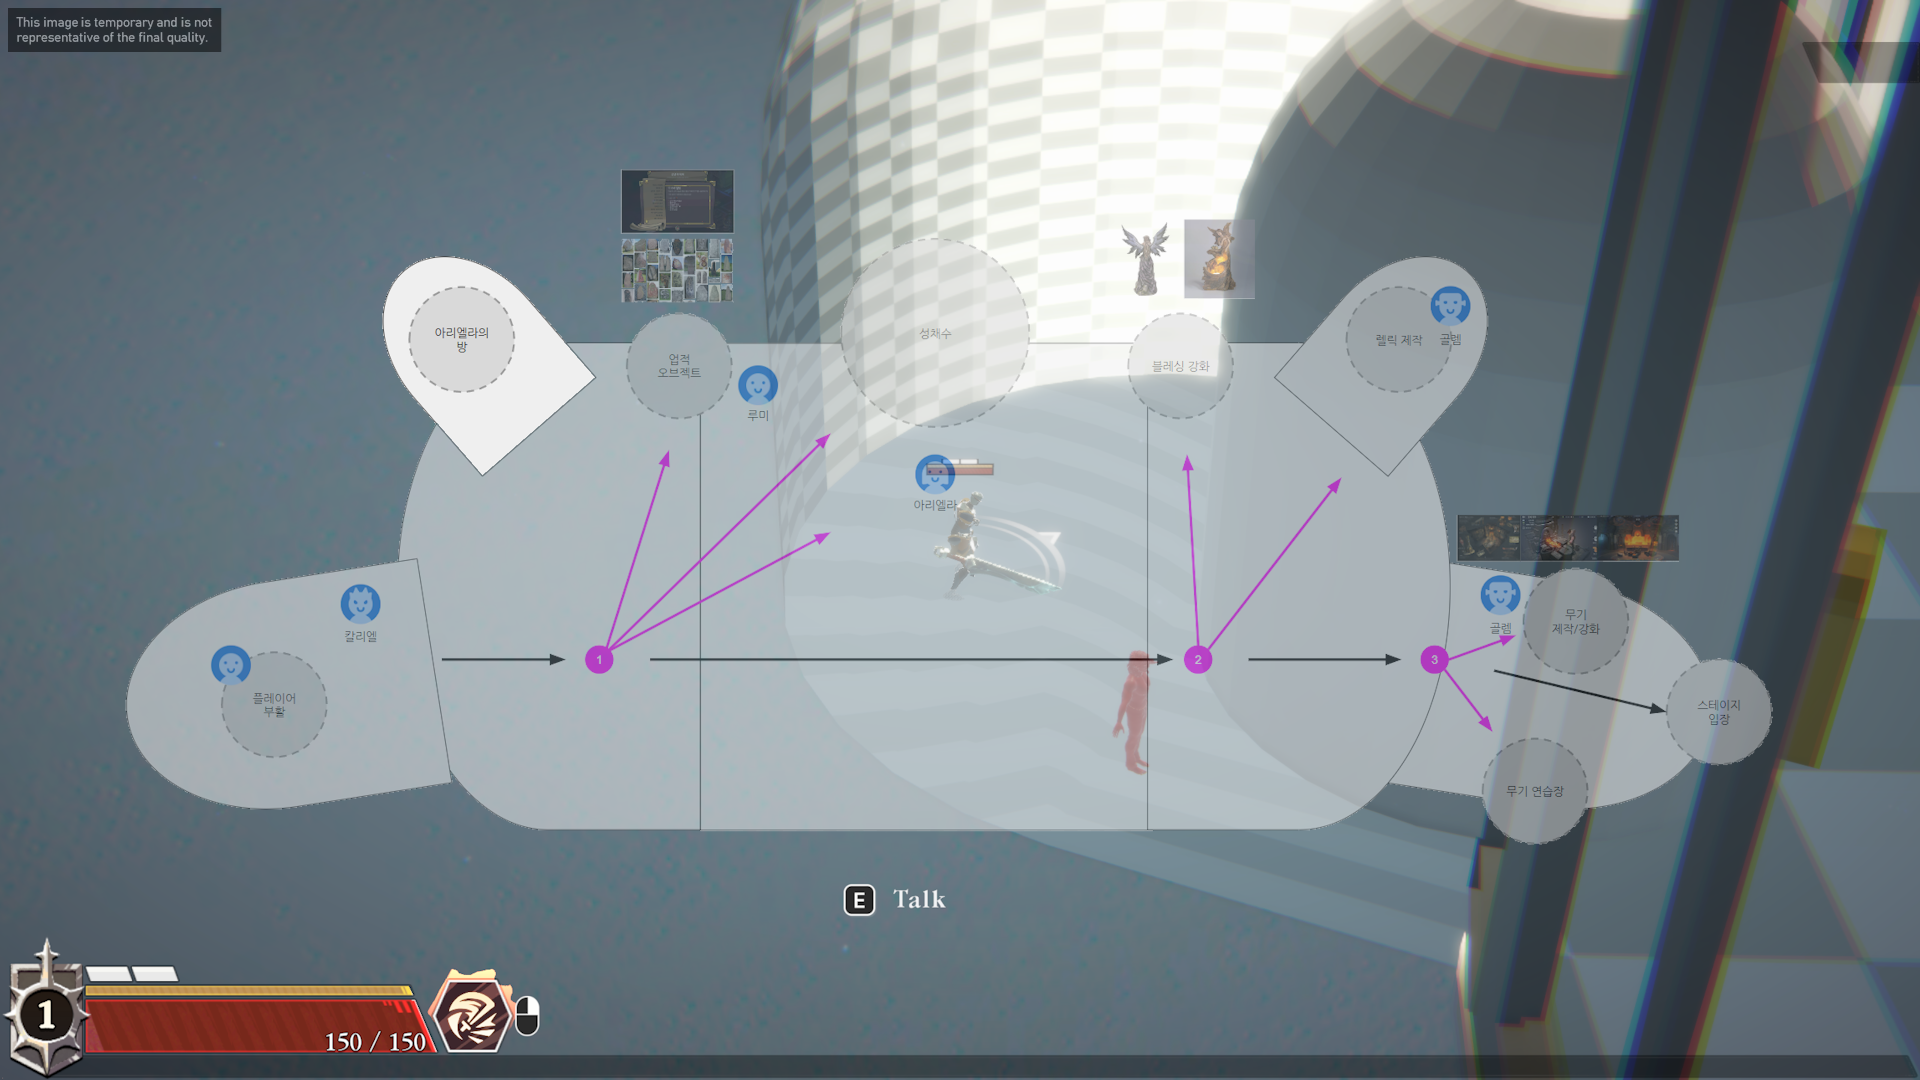 This image is temporary and is not
representative of the final quality.
아리엘라의
방
업적
오브젝트
루미
성채수
블레싱 강화
렐릭 제작
골렘
아리엘라
칼리엘
플레이어
부활
1
2
3
글렘
무기
제작/강화
스테이지
입장
무기 연습장
E Talk
1
150 / 150